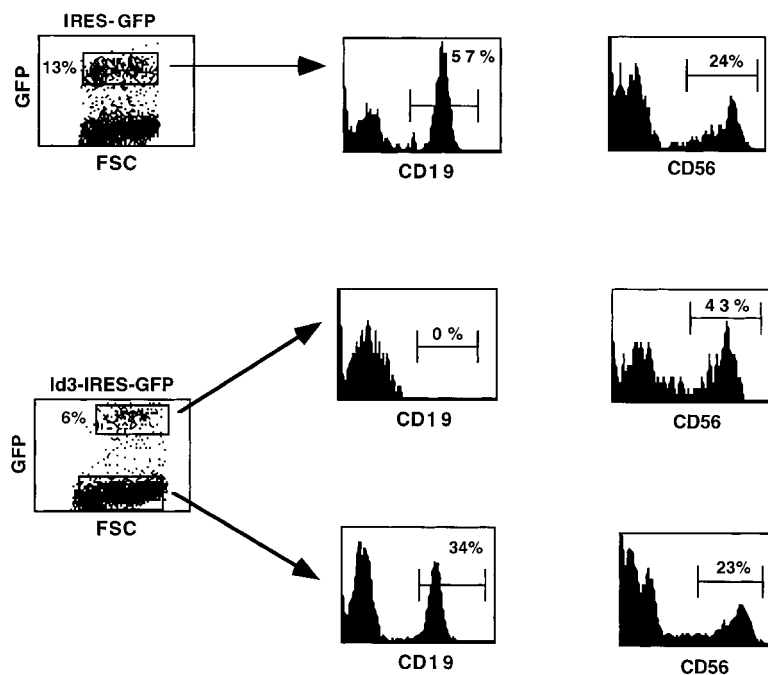 IRES-GFP
13%
GFP
FSC
57%
CD19
24%
CD56
Id3-IRES-GFP
6%
GFP
FSC
0%
CD19
43%
CD56
34%
CD19
23%
CD56